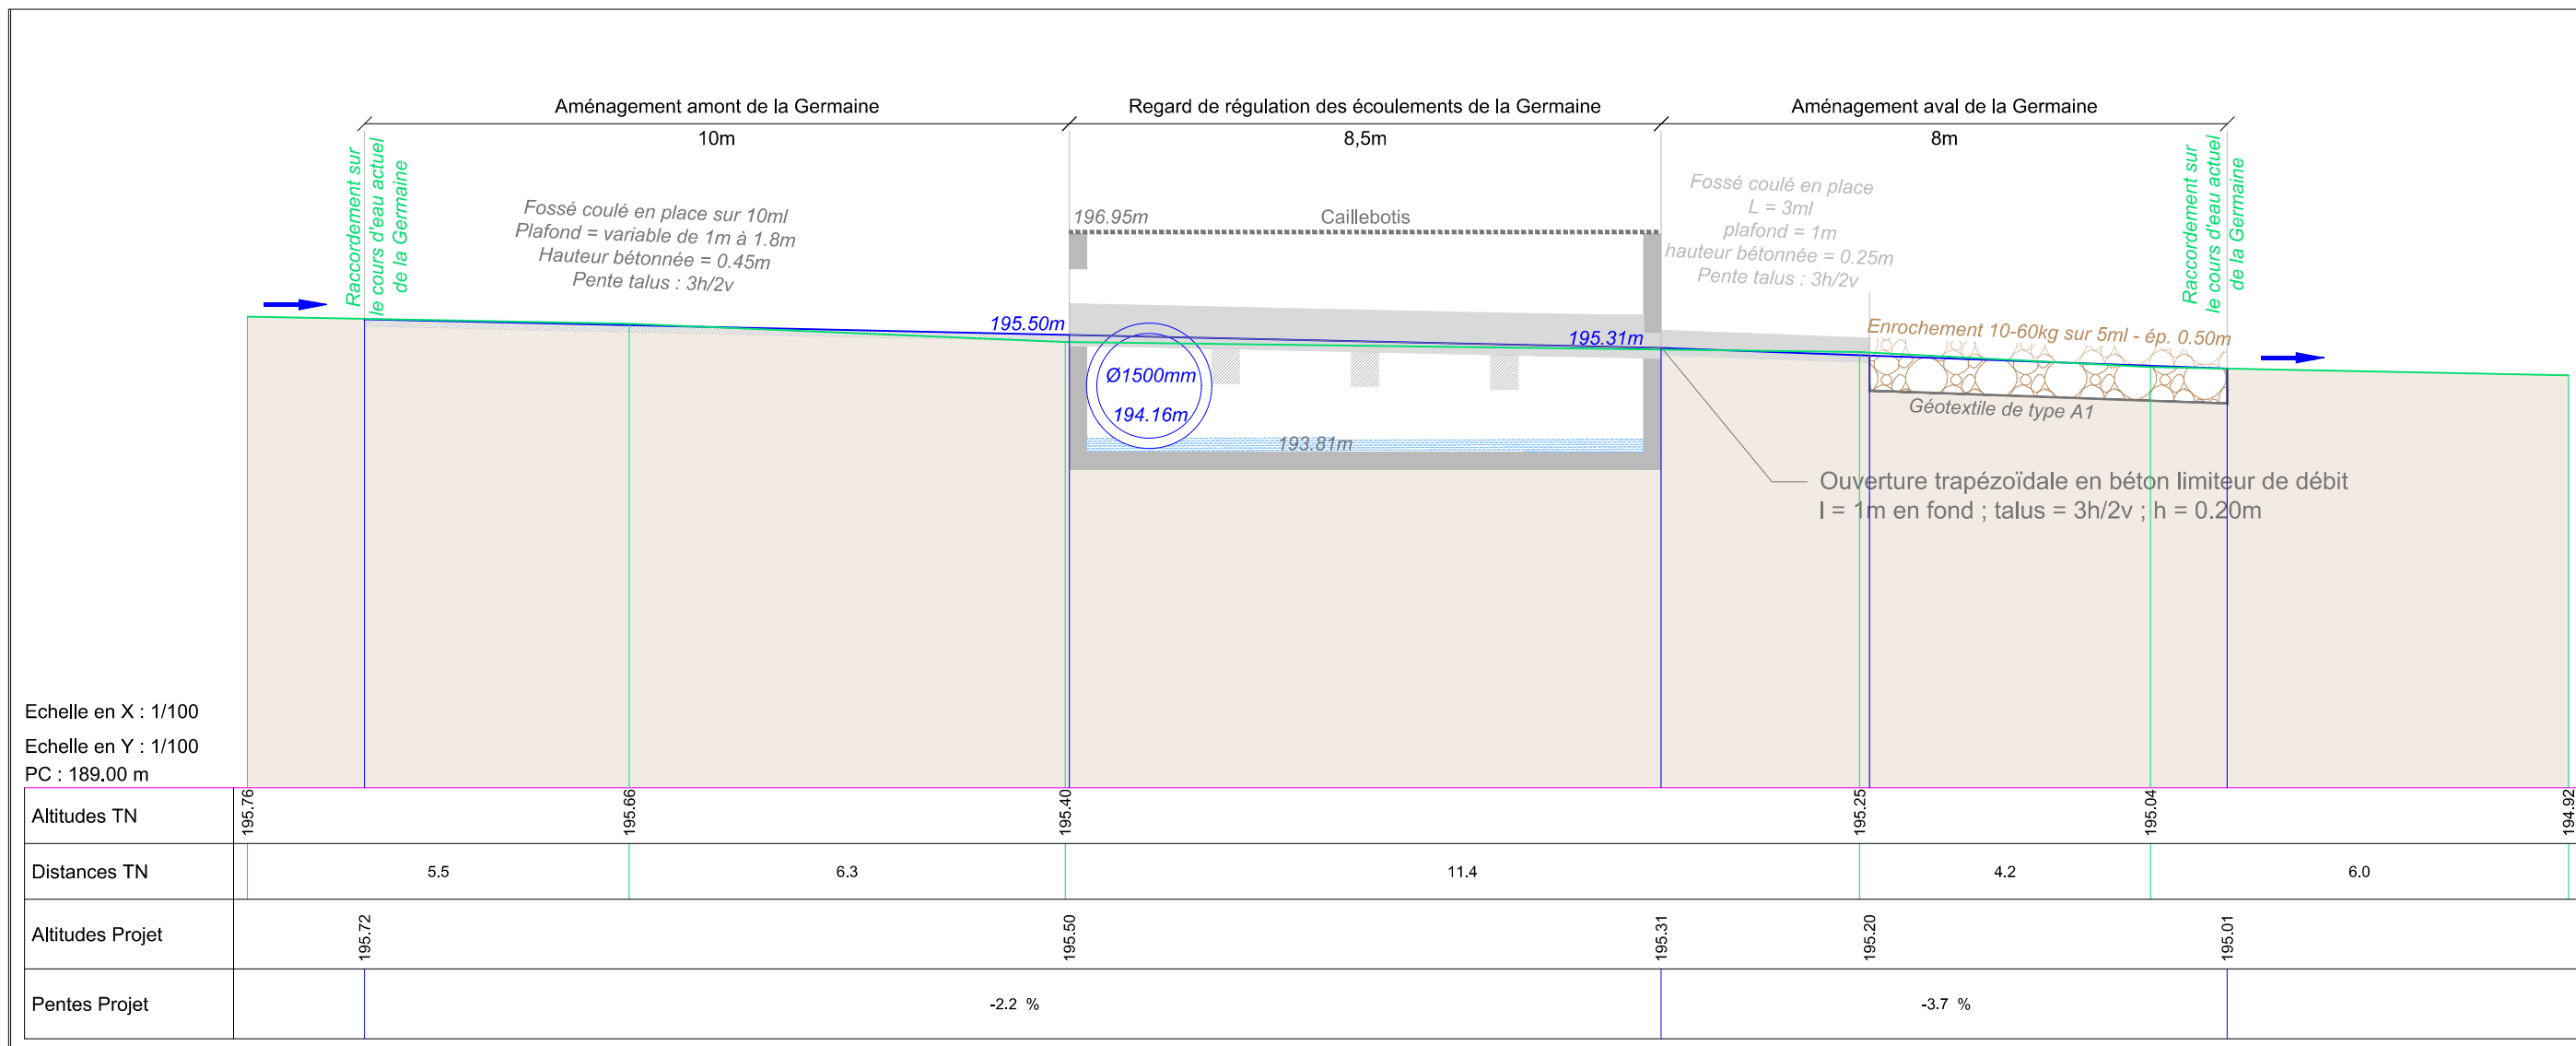 Aménagement amont de la Germaine
10m
Regard de régulation des écoulements de la Germaine
8,5m
Aménagement aval de la Germaine
8m
Raccordement sur
le cours d'eau actuel
de la Germaine
Fossé coulé en place sur 10ml
Plafond = variable de 1m à 1.8m
Hauteur bétonnée = 0.45m
Pente talus : 3h/2v
196.95m
Caillebotis
Fossé coulé en place
L = 3ml
plafond = 1m
hauteur bétonnée = 0.25m
Pente talus : 3h/2v
Raccordement sur
le cours d'eau actuel
de la Germaine
195.50m
195.31m
Enrochement 10-60kg sur 5ml - ép. 0.50m
Ø1500mm
194.16m
Géotextile de type A1
193.81m
Ouverture trapézoïdale en béton limiteur de débit
l = 1m en fond ; talus = 3h/2v ; h = 0.20m
Echelle en X : 1/100
Echelle en Y : 1/100
PC : 189.00 m
Altitudes TN 195.76 195.66 195.40 195.25 195.04 194.92
Distances TN 5.5 6.3 11.4 4.2 6.0
Altitudes Projet 195.72 195.50 195.31 195.20 195.01
Pentes Projet -2.2 % -3.7 %